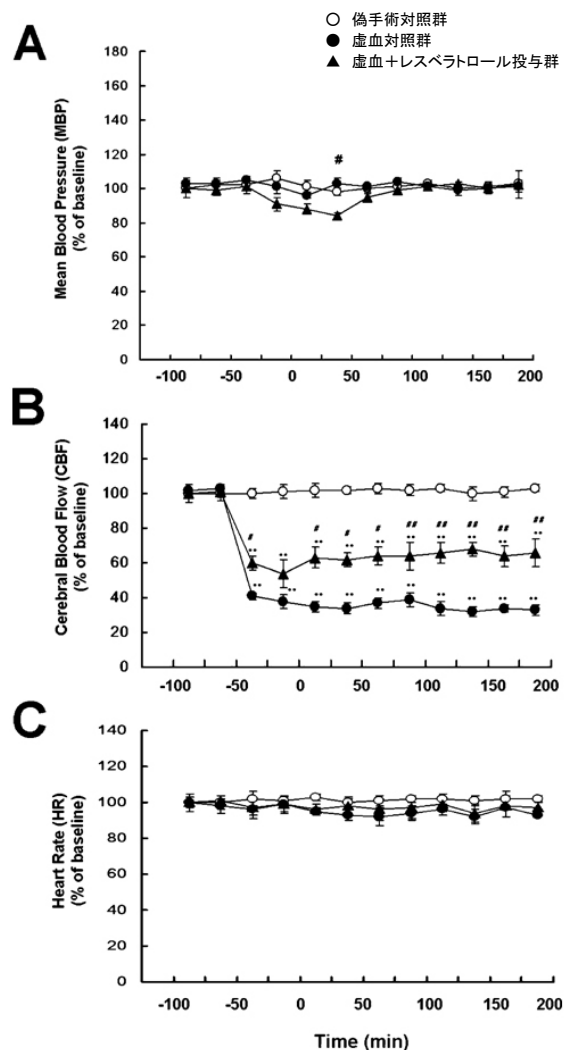 ○ 偽手術対照群
● 虚血対照群
▲ 虚血＋レスベラトロール投与群
A
Mean Blood Pressure (MBP)
(% of baseline)
180
160
140
120
100
80
60
40
20
0
#
-100 -50 0 50 100 150 200
B
Cerebral Blood Flow (CBF)
(% of baseline)
140
120
100
80
60
40
20
0
# # # # ## ## ## ## ##
** ** ** ** ** ** ** ** ** **
** ** ** ** ** ** ** ** ** **
-100 -50 0 50 100 150 200
C
Heart Rate (HR)
(% of baseline)
140
120
100
80
60
40
20
0
-100 -50 0 50 100 150 200
Time (min)